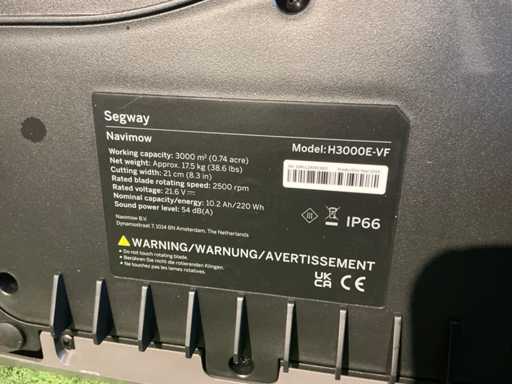 Segway
Navimow
Model: H3000E-VF
Working capacity: 3000 m² (0.74 acre)
Net weight: Approx. 17.5 kg (38.6 lbs)
Cutting width: 21 cm (8.3 in)
Rated blade rotating speed: 2500 rpm
Rated voltage: 21.6 V
Nominal capacity/energy: 10.2 Ah/220 Wh
Sound power level: 54 dB(A)
Navimow B.V.
Dynamostraat 7, 1014 BN Amsterdam, The Netherlands
IP66
WARNING/WARNUNG/AVERTISSEMENT
• Do not touch rotating blade.
• Berühren Sie nicht die rotierenden Klingen.
• Ne touchez pas les lames rotatives.
UK
CA CE